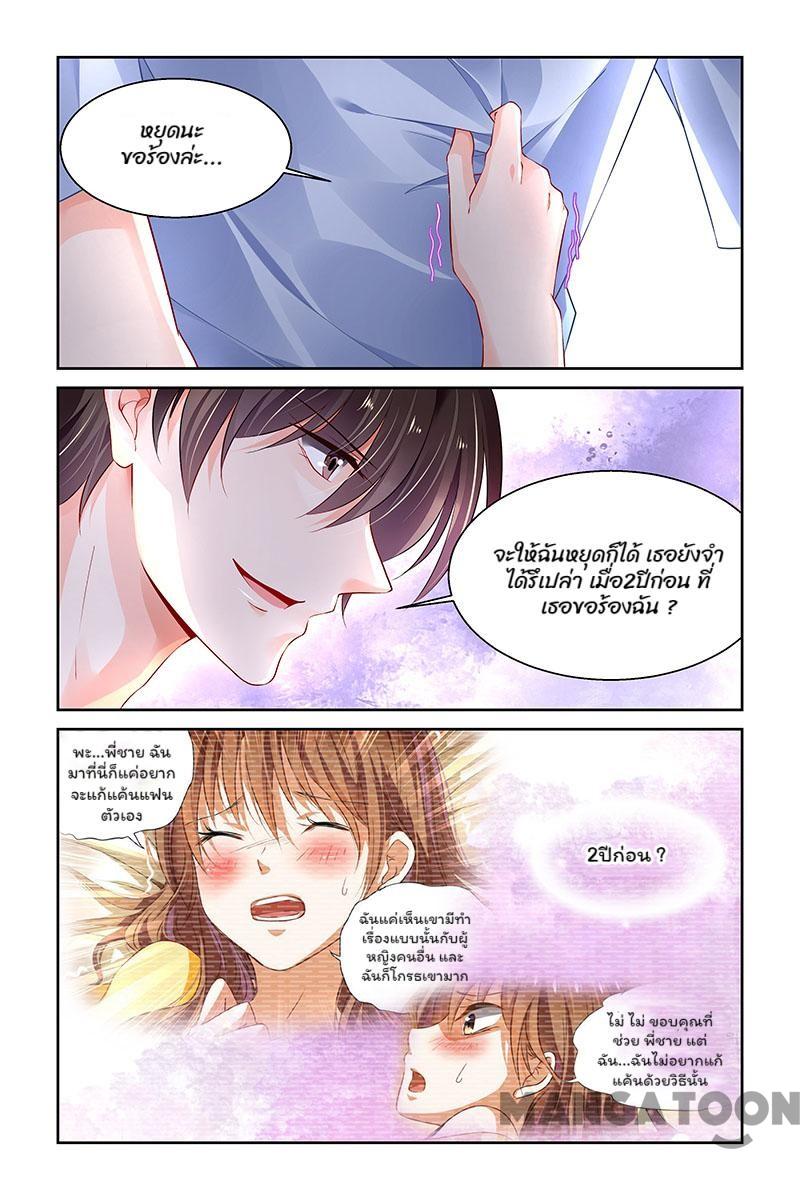 หยุดนะ
ขอร้องล่ะ...
จะให้ฉันหยุดก็ได้ เธอยังจำ
ได้รึเปล่า เมื่อ2ปีก่อน ที่
เธอขอร้องฉัน ?
พะ...พี่ชาย ฉัน
มาที่นี่ก็แค่อยาก
จะแก้แค้นแฟน
ตัวเอง
2ปีก่อน ?
ฉันแค่เห็นเขามีทำ
เรื่องแบบนั้นกับผู้
หญิงคนอื่น และ
ฉันก็โกรธเขามาก
ไม่ ไม่ ขอบคุณที่
ช่วย พี่ชาย แต่
ฉัน...ฉันไม่อยากแก้
แค้นด้วยวิธีนั้น
MANGATOON